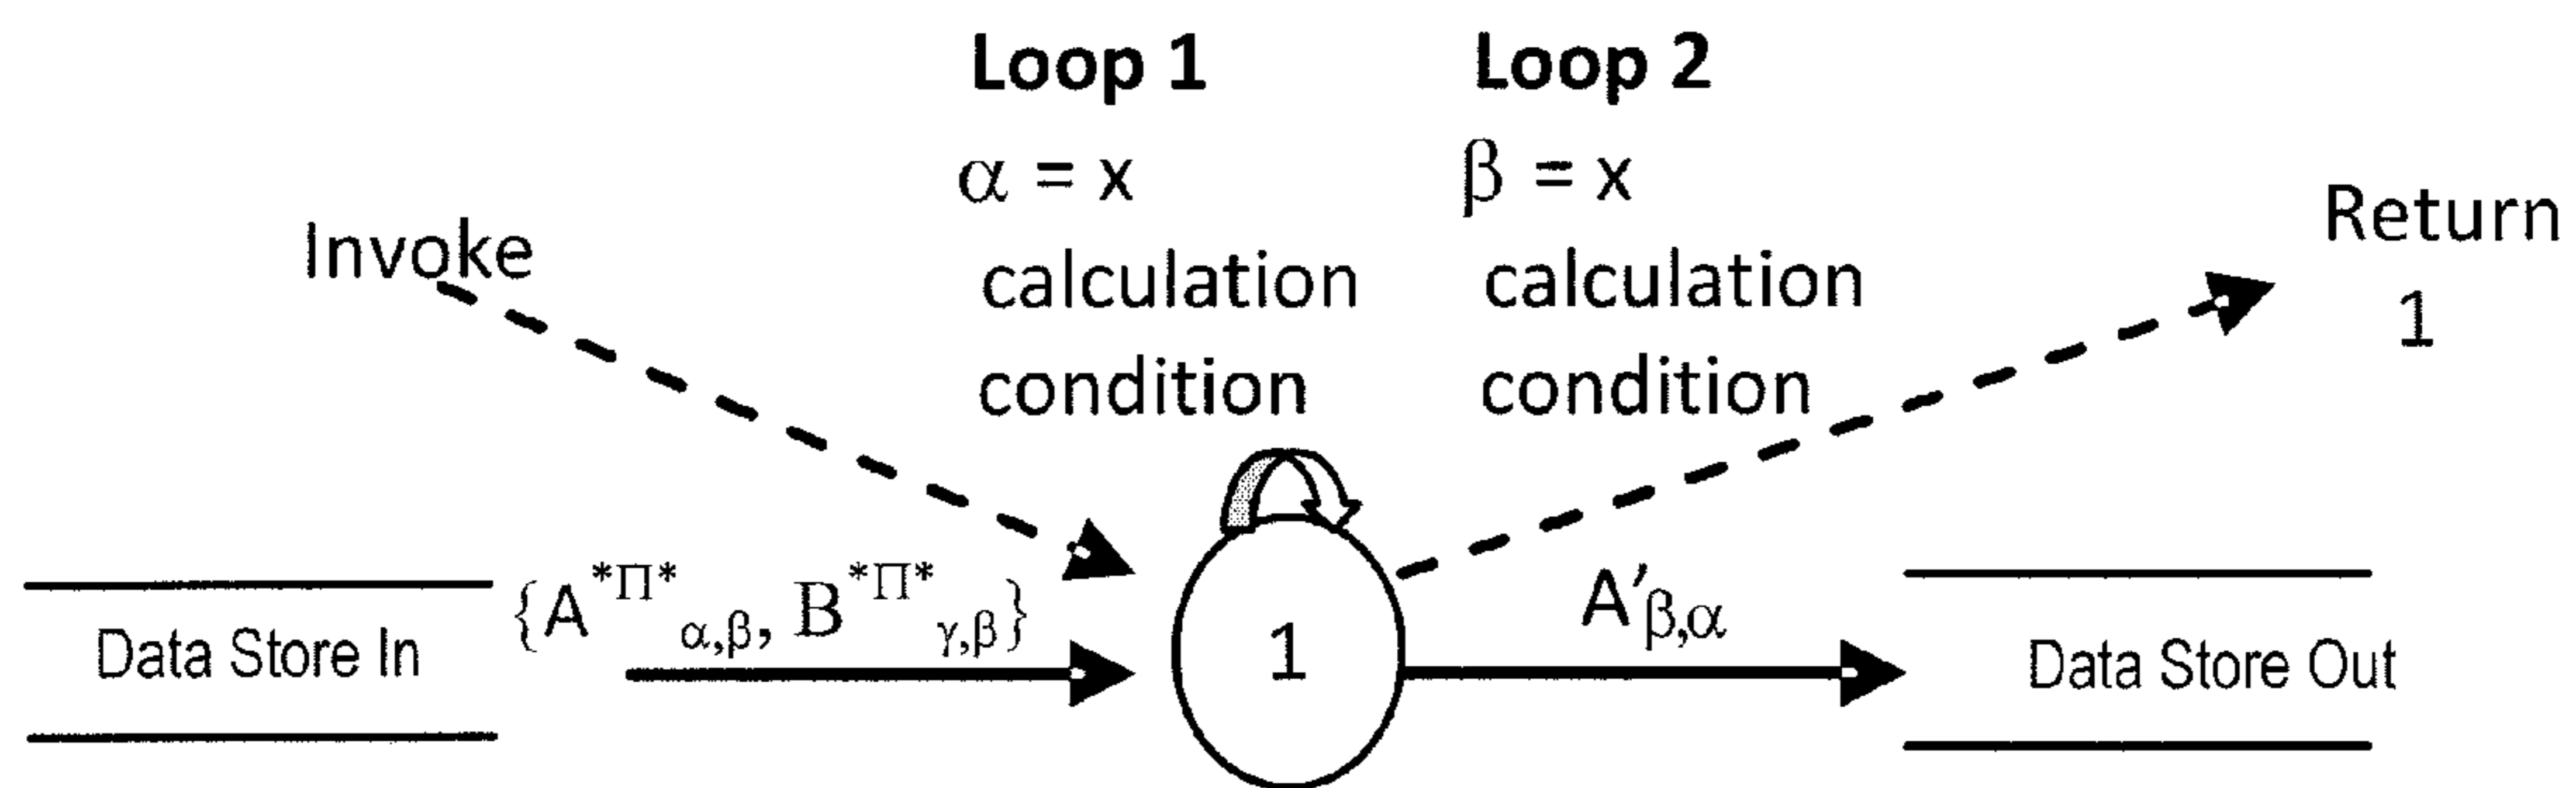 Loop 1
α = x
calculation
condition
Loop 2
β = x
calculation
condition
Invoke
Return
1
Data Store In
{A*Π*α,β, B*Π*γ,β}
1
A′β,α
Data Store Out